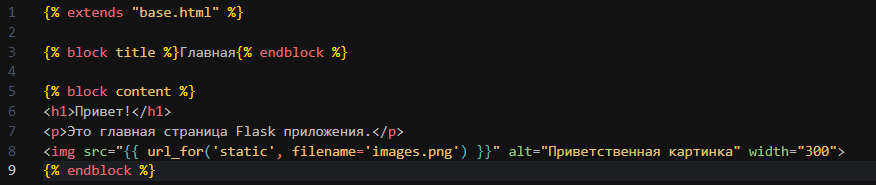 1 {% extends "base.html" %}
2
3 {% block title %}Главная{% endblock %}
4
5 {% block content %}
6 <h1>Привет!</h1>
7 <p>Это главная страница Flask приложения.</p>
8 <img src="{{ url_for('static', filename='images.png') }}" alt="Приветственная картинка" width="300">
9 {% endblock %}